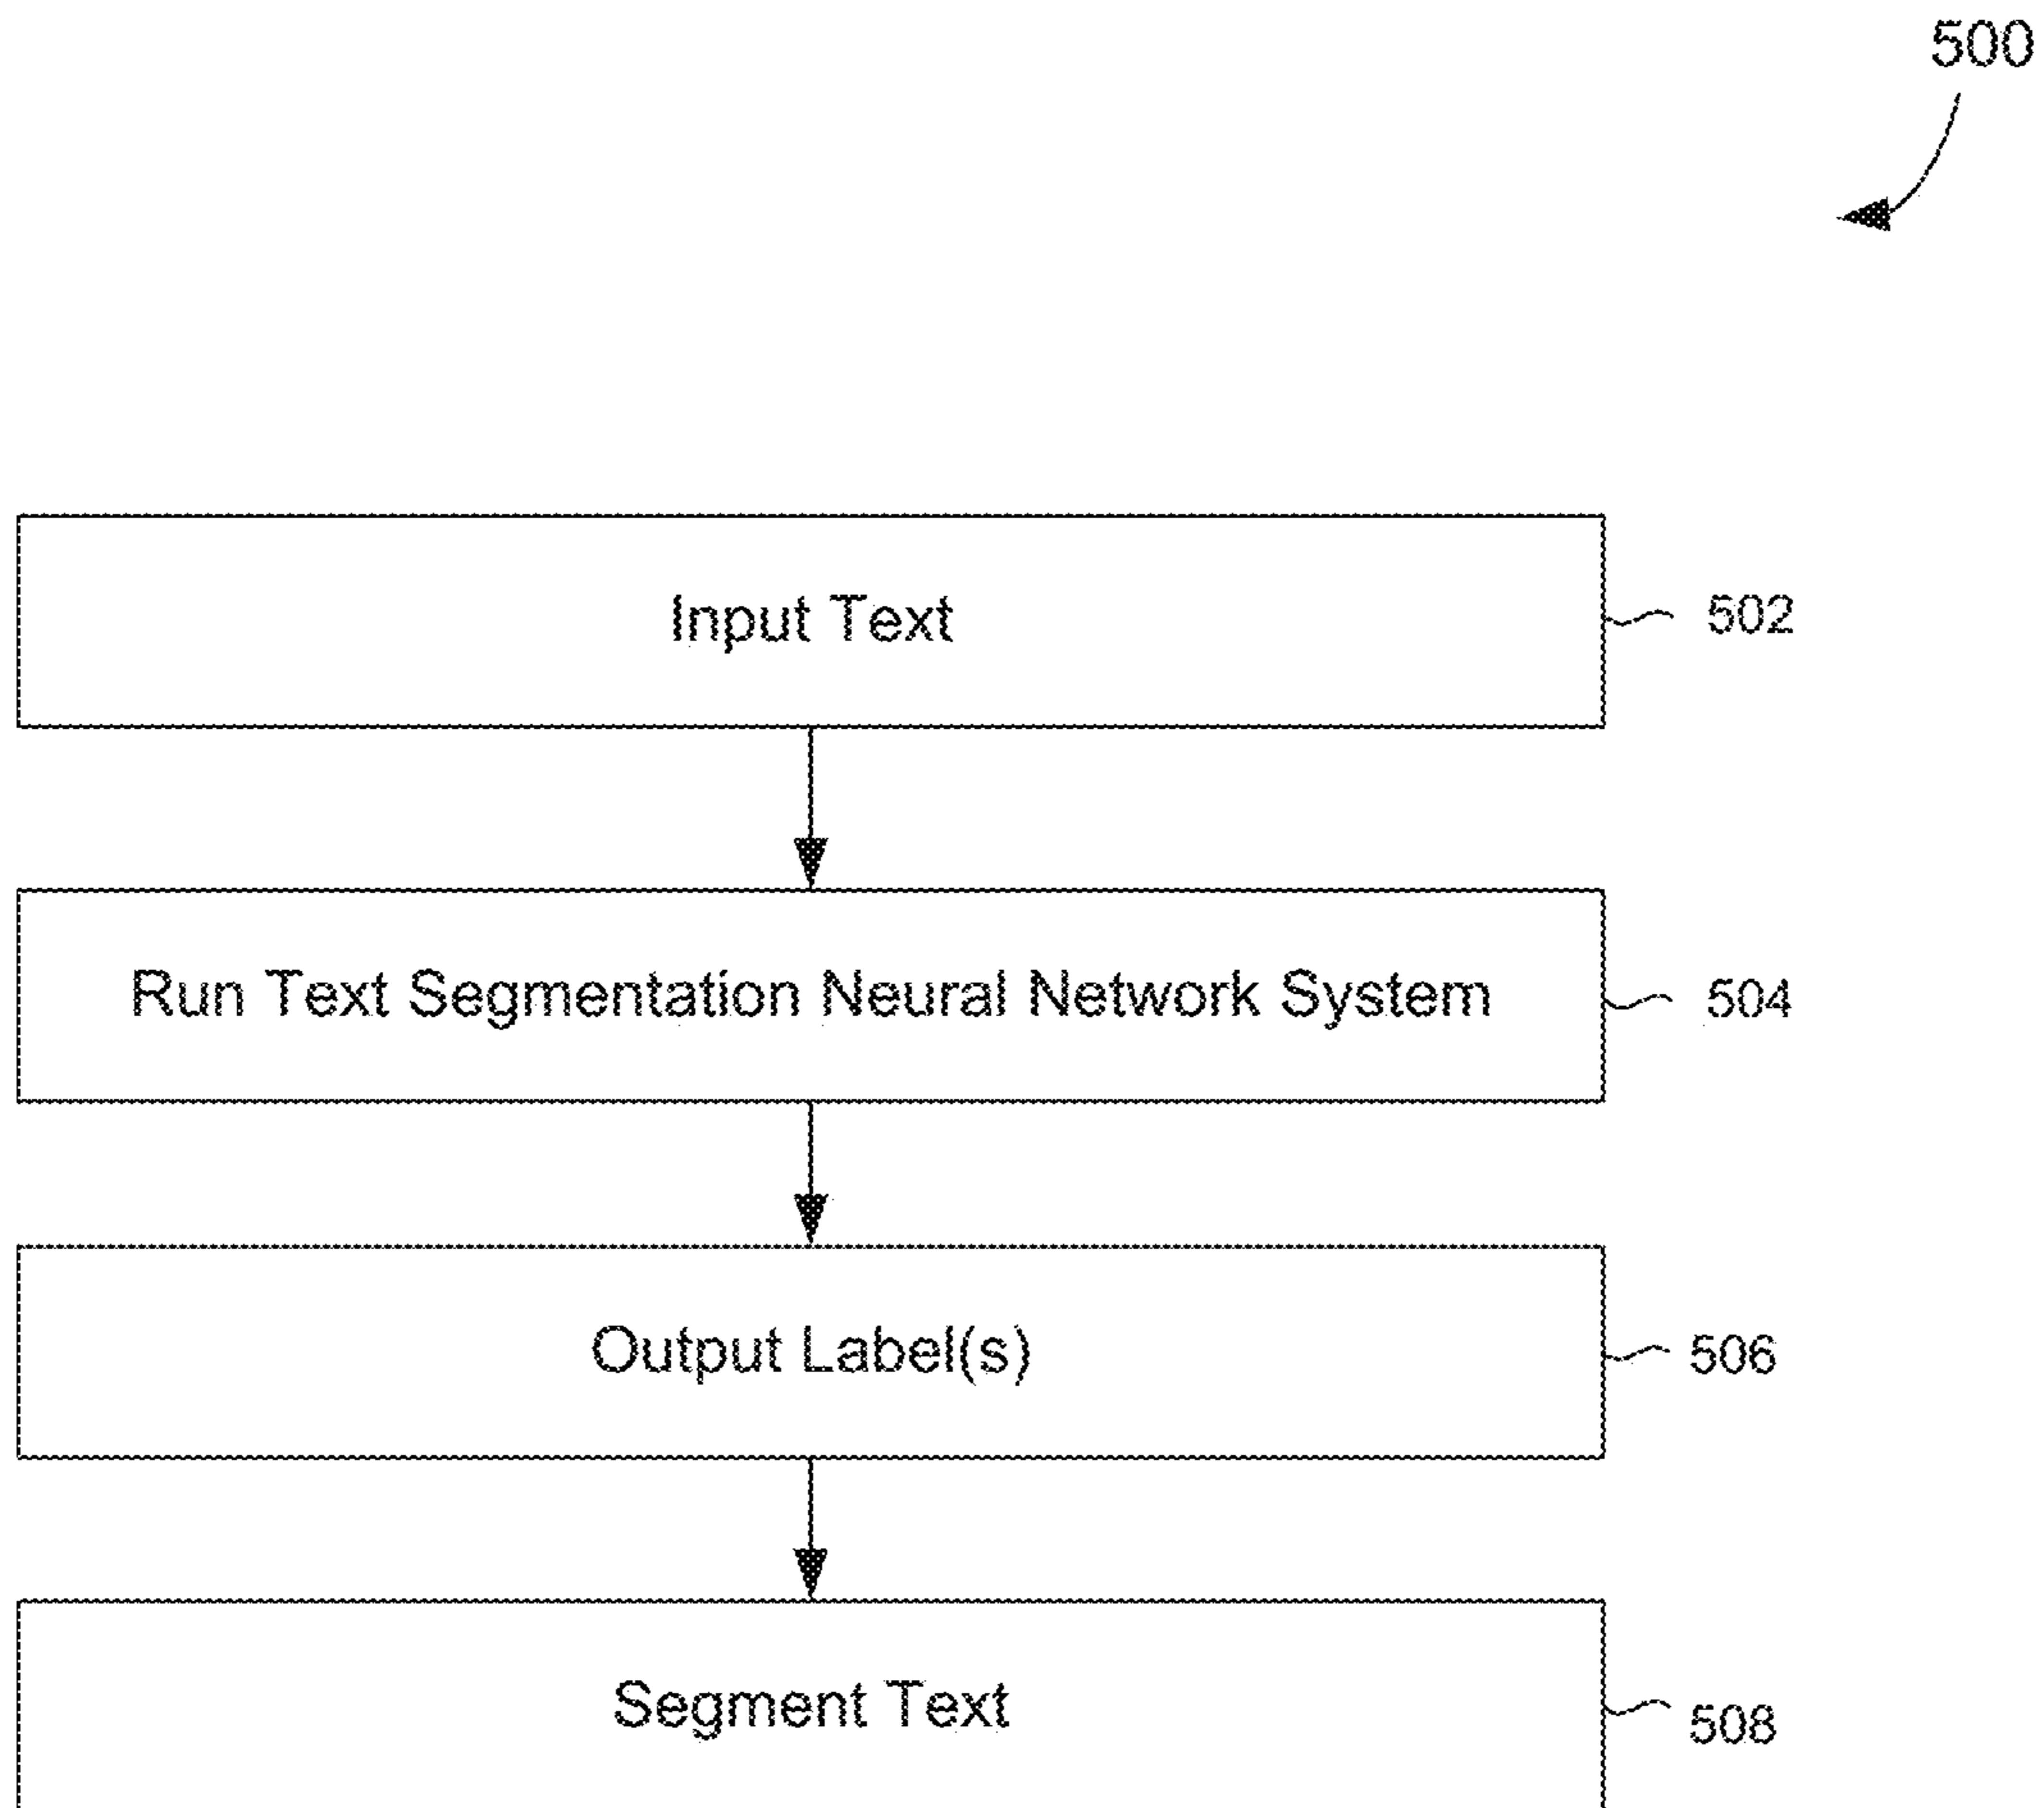 500
Input Text
502
Run Text Segmentation Neural Network System
504
Output Label(s)
506
Segment Text
508